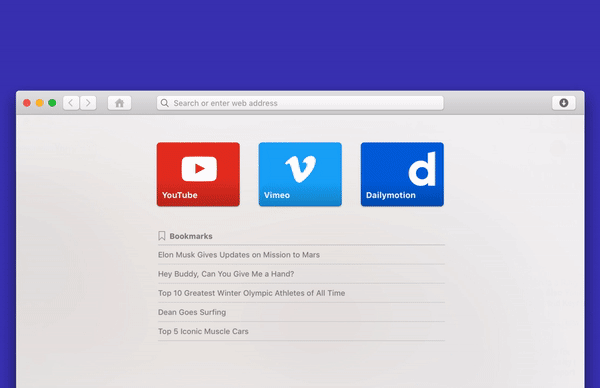 Search or enter web address
YouTube
Vimeo
Dailymotion
Bookmarks
Elon Musk Gives Updates on Mission to Mars
Hey Buddy, Can You Give Me a Hand?
Top 10 Greatest Winter Olympic Athletes of All Time
Dean Goes Surfing
Top 5 Iconic Muscle Cars